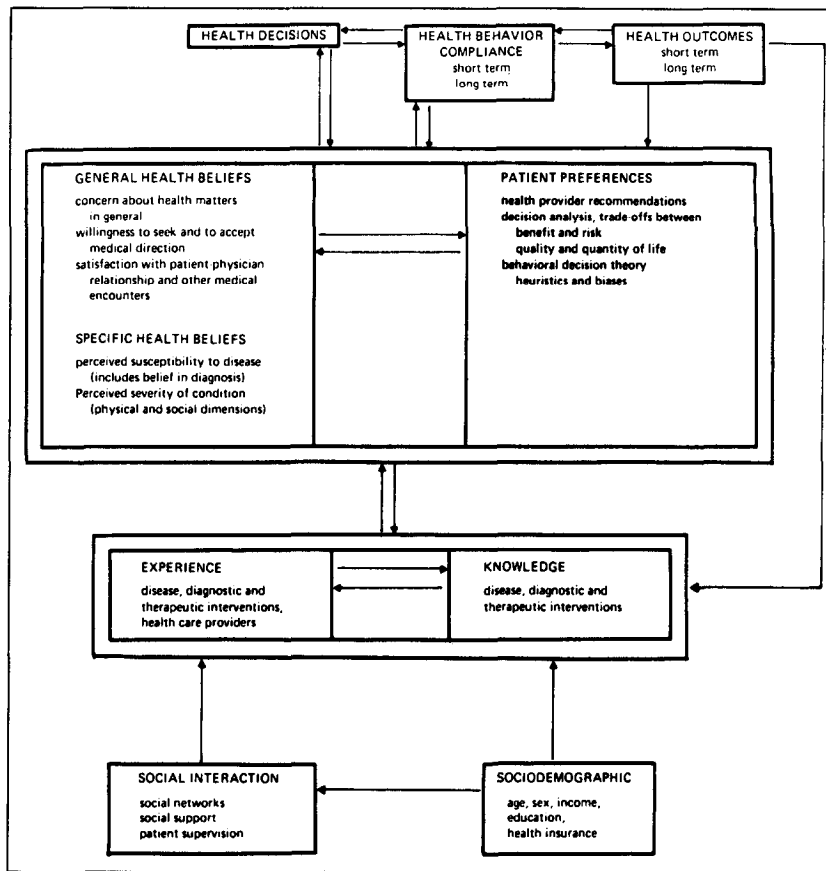 HEALTH DECISIONS
HEALTH BEHAVIOR
COMPLIANCE
short term
long term
HEALTH OUTCOMES
short term
long term
GENERAL HEALTH BELIEFS
concern about health matters
in general
willingness to seek and to accept
medical direction
satisfaction with patient-physician
relationship and other medical
encounters
SPECIFIC HEALTH BELIEFS
perceived susceptibility to disease
(includes belief in diagnosis)
Perceived severity of condition
(physical and social dimensions)
PATIENT PREFERENCES
health provider recommendations
decision analysis, trade-offs between
benefit and risk
quality and quantity of life
behavioral decision theory
heuristics and biases
EXPERIENCE
disease, diagnostic and
therapeutic interventions,
health care providers
KNOWLEDGE
disease, diagnostic and
therapeutic interventions
SOCIAL INTERACTION
social networks
social support
patient supervision
SOCIODEMOGRAPHIC
age, sex, income,
education,
health insurance